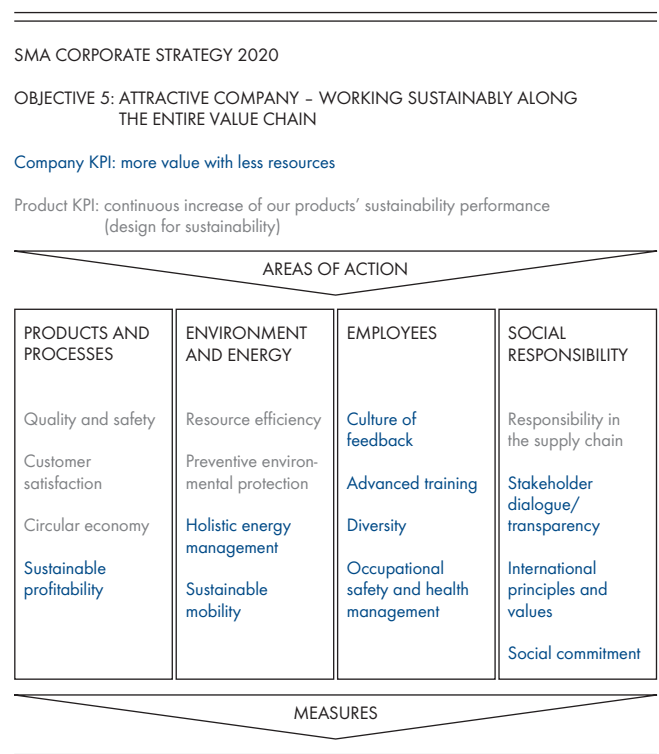 SMA CORPORATE STRATEGY 2020
OBJECTIVE 5: ATTRACTIVE COMPANY – WORKING SUSTAINABLY ALONG
THE ENTIRE VALUE CHAIN
Company KPI: more value with less resources
Product KPI: continuous increase of our products’ sustainability performance
(design for sustainability)
AREAS OF ACTION
PRODUCTS AND
PROCESSES
Quality and safety
Customer
satisfaction
Circular economy
Sustainable
profitability
ENVIRONMENT
AND ENERGY
Resource efficiency
Preventive environ-
mental protection
Holistic energy
management
Sustainable
mobility
EMPLOYEES
Culture of
feedback
Advanced training
Diversity
Occupational
safety and health
management
SOCIAL
RESPONSIBILITY
Responsibility in
the supply chain
Stakeholder
dialogue/
transparency
International
principles and
values
Social commitment
MEASURES